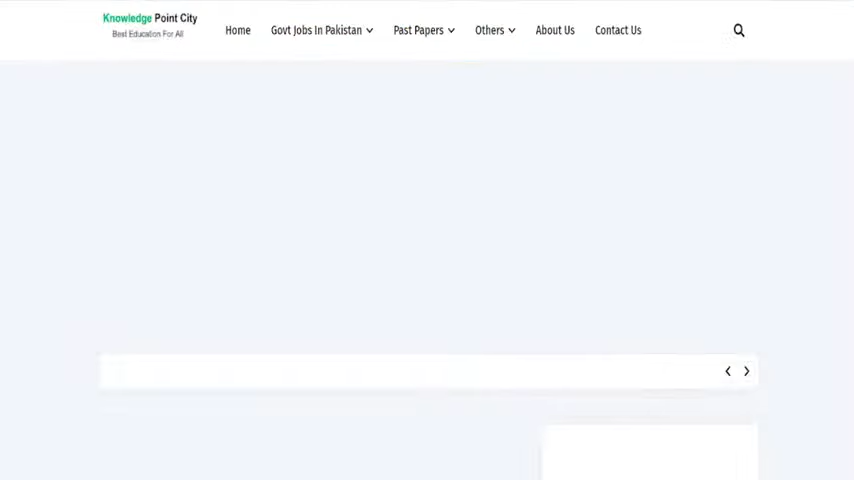 Knowledge Point City
Best Education For All
Home
Govt Jobs In Pakistan
Past Papers
Others
About Us
Contact Us